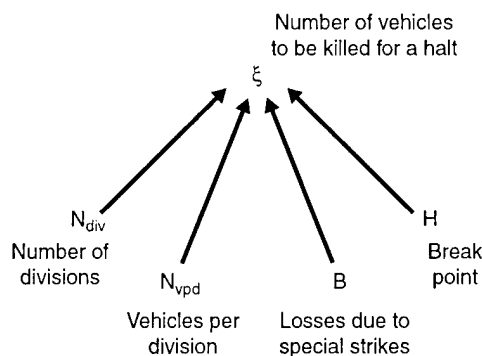 Number of vehicles
to be killed for a halt
ξ
N_div
Number of
divisions
N_vpd
Vehicles per
division
B
Losses due to
special strikes
H
Break
point